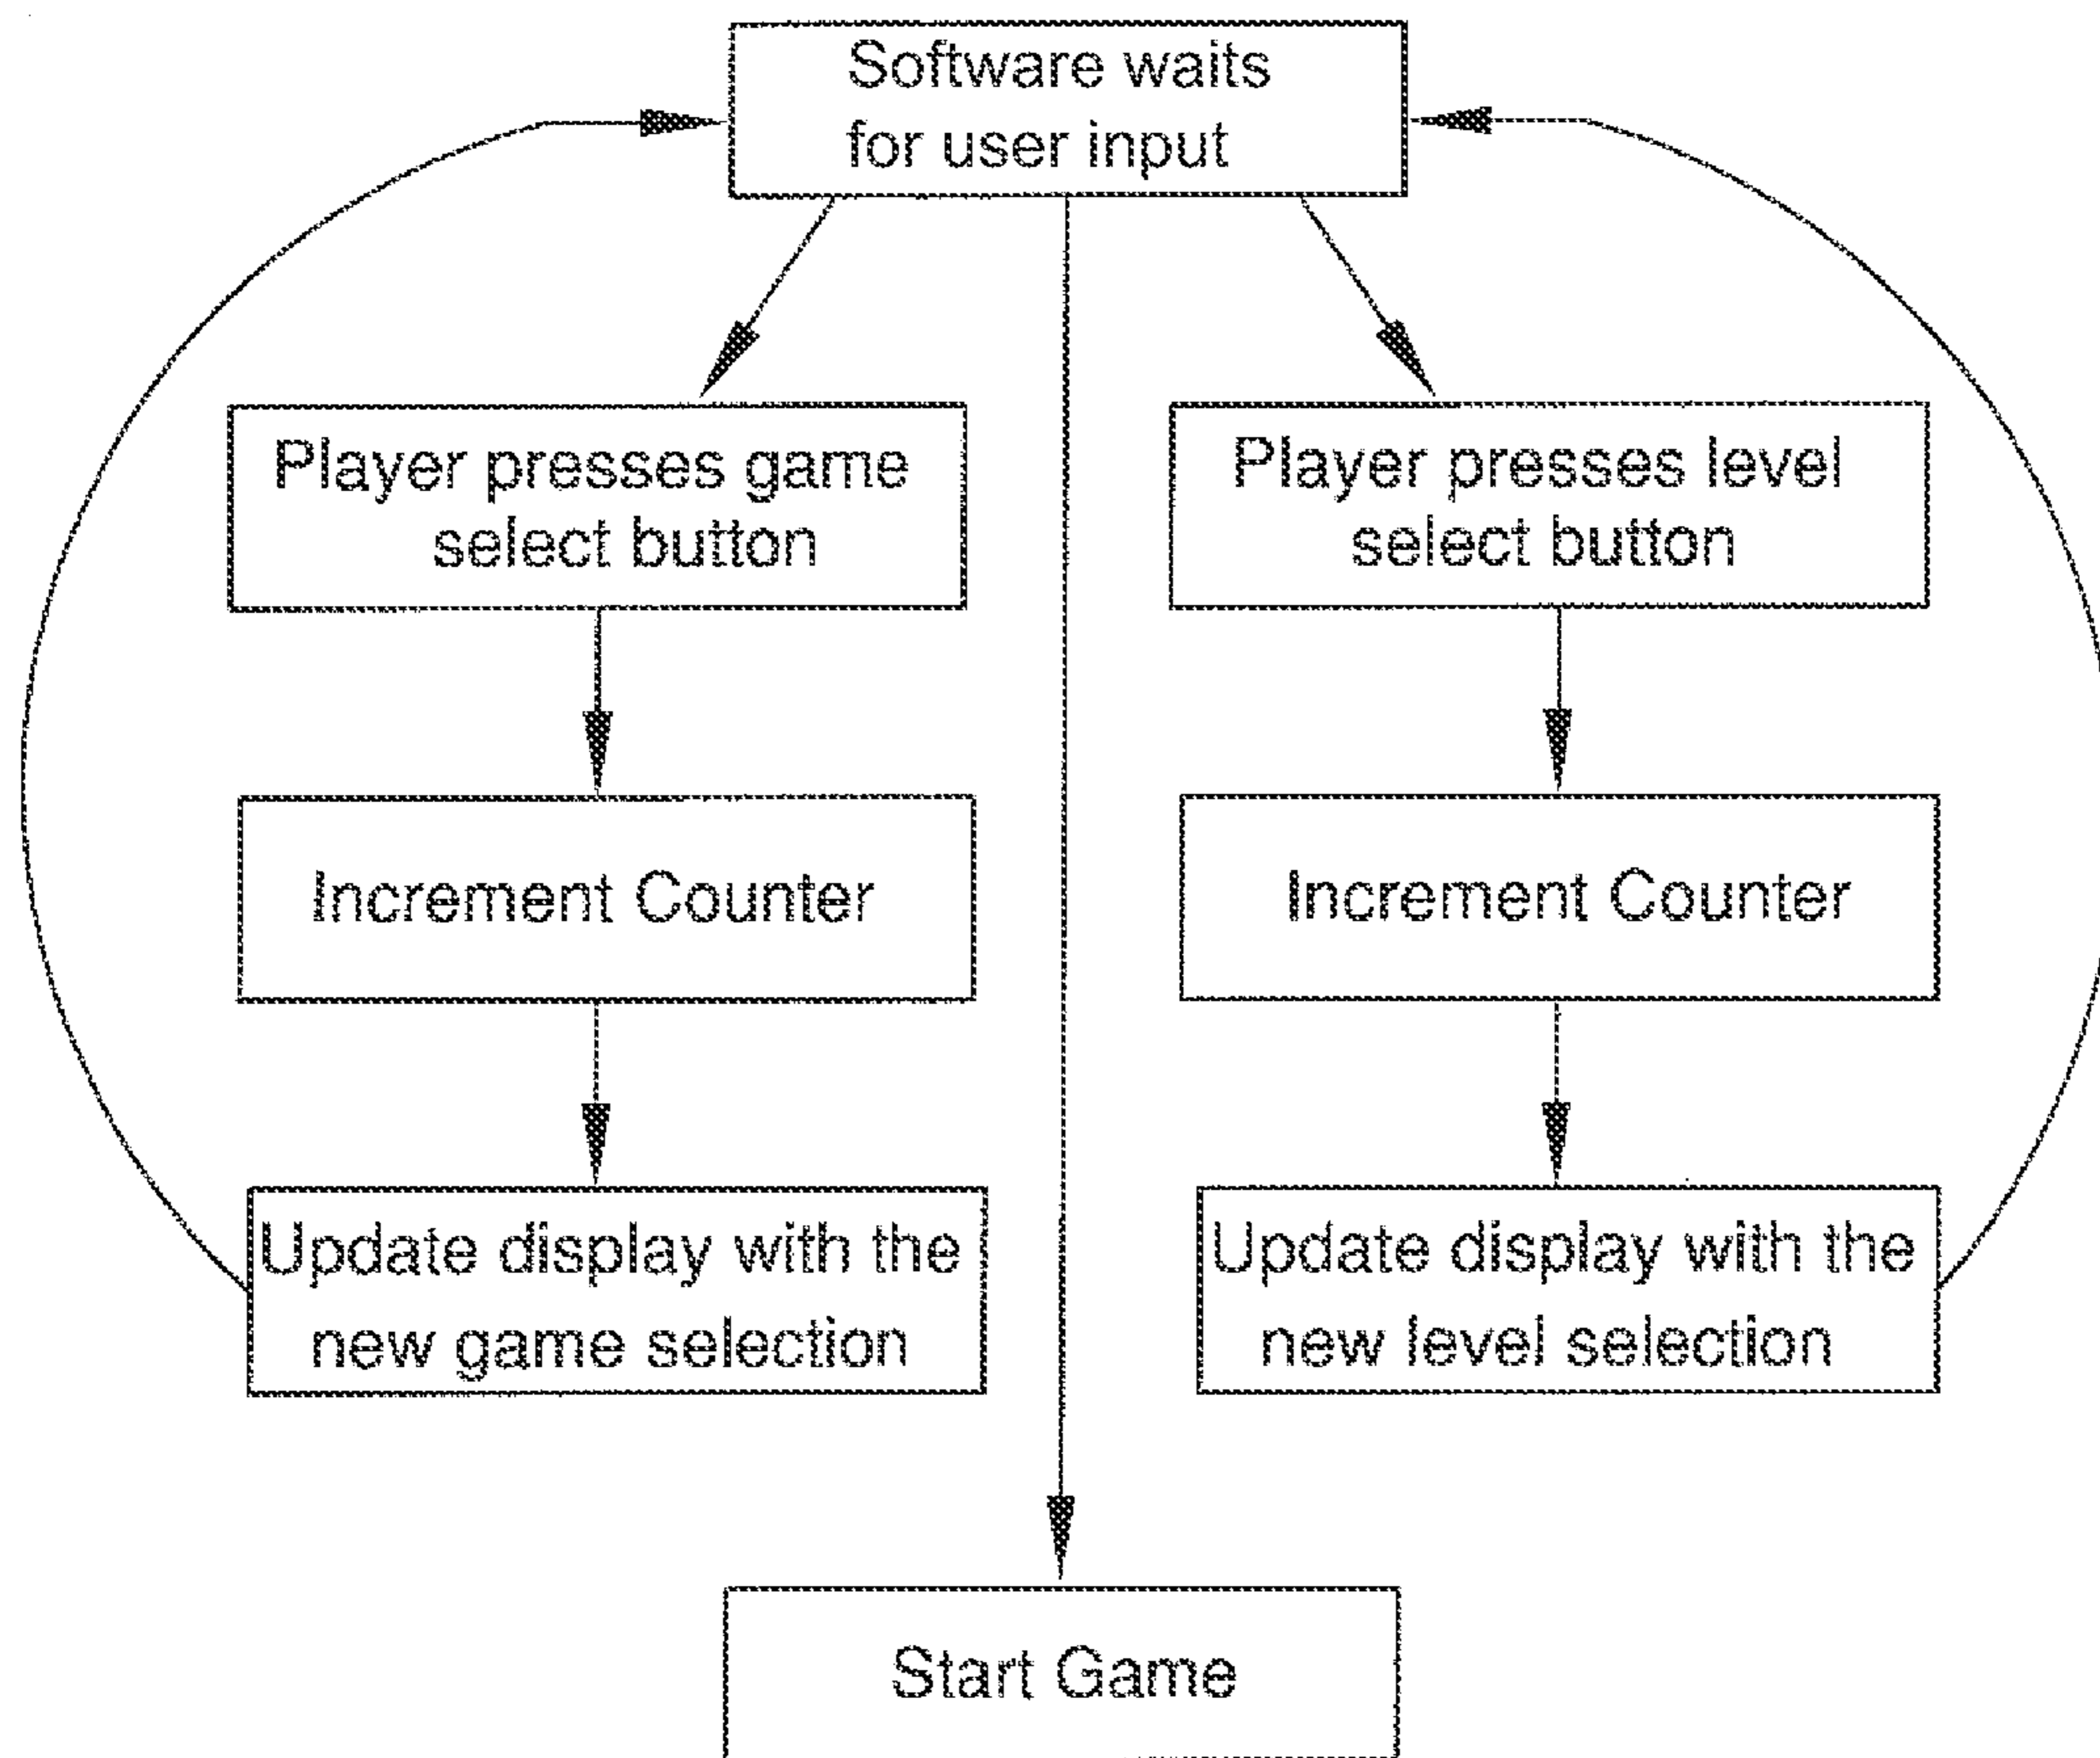 Software waits
for user input
Player presses game
select button
Player presses level
select button
Increment Counter
Increment Counter
Update display with the
new game selection
Update display with the
new level selection
Start Game